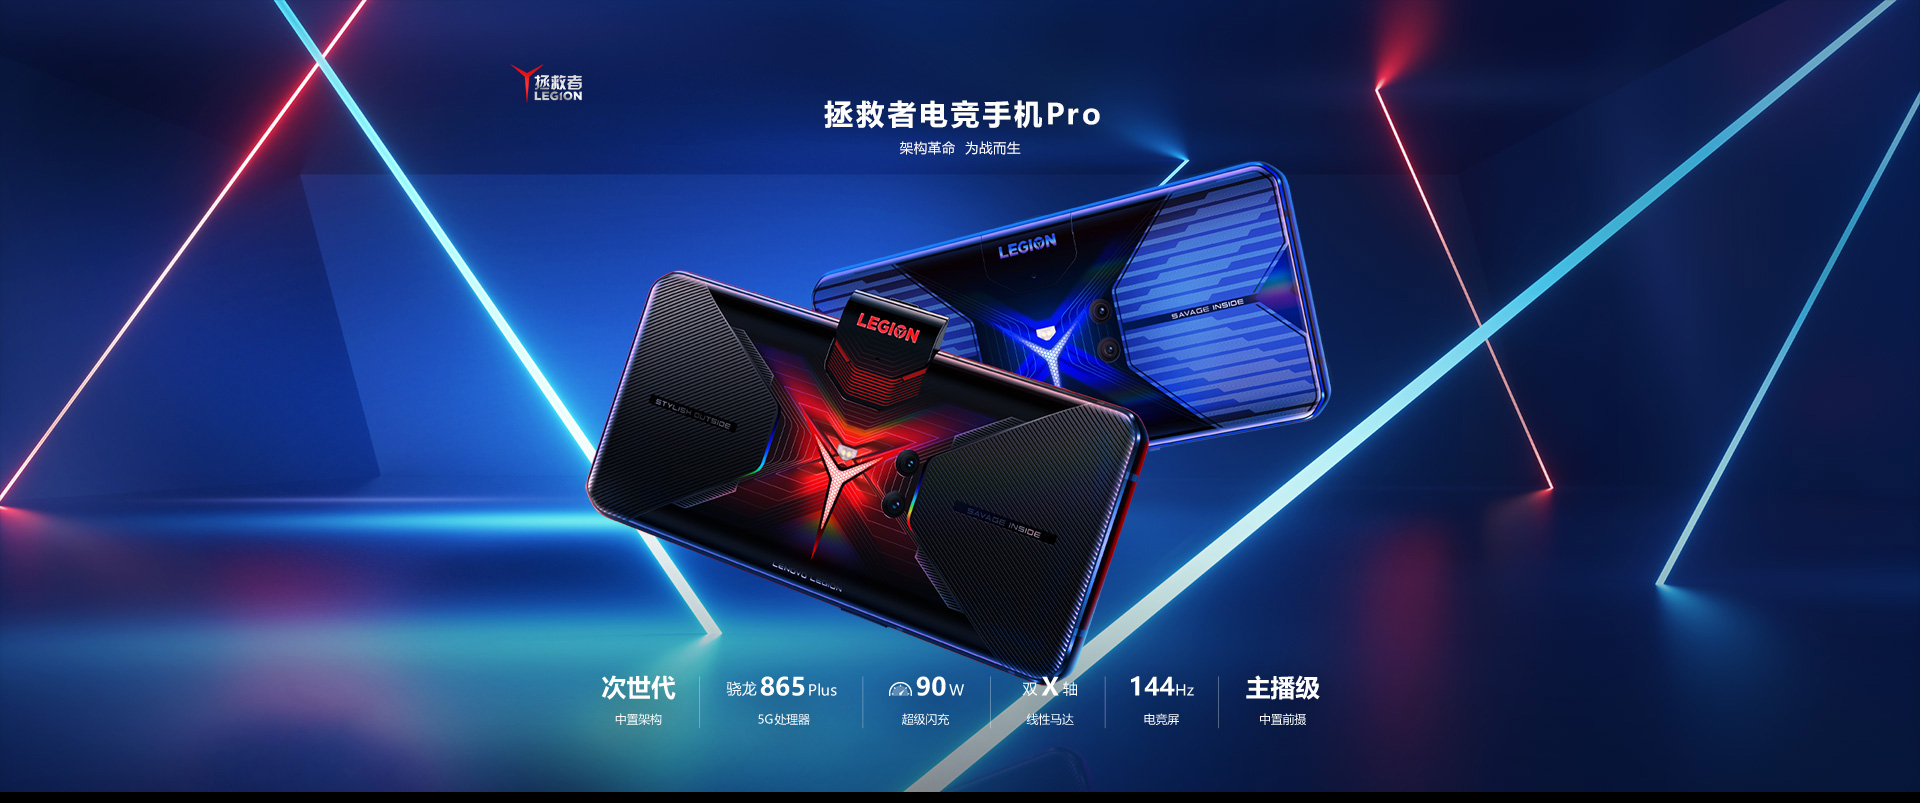 拯救者
LEGION
拯救者电竞手机Pro
架构革命 为战而生
LEGION
SAVAGE INSIDE
LEGION
STYLISH OUTSIDE
SAVAGE INSIDE
LENOVO LEGION
次世代
中置架构
骁龙865Plus
5G处理器
90W
超级闪充
双X轴
线性马达
144Hz
电竞屏
主播级
中置前摄